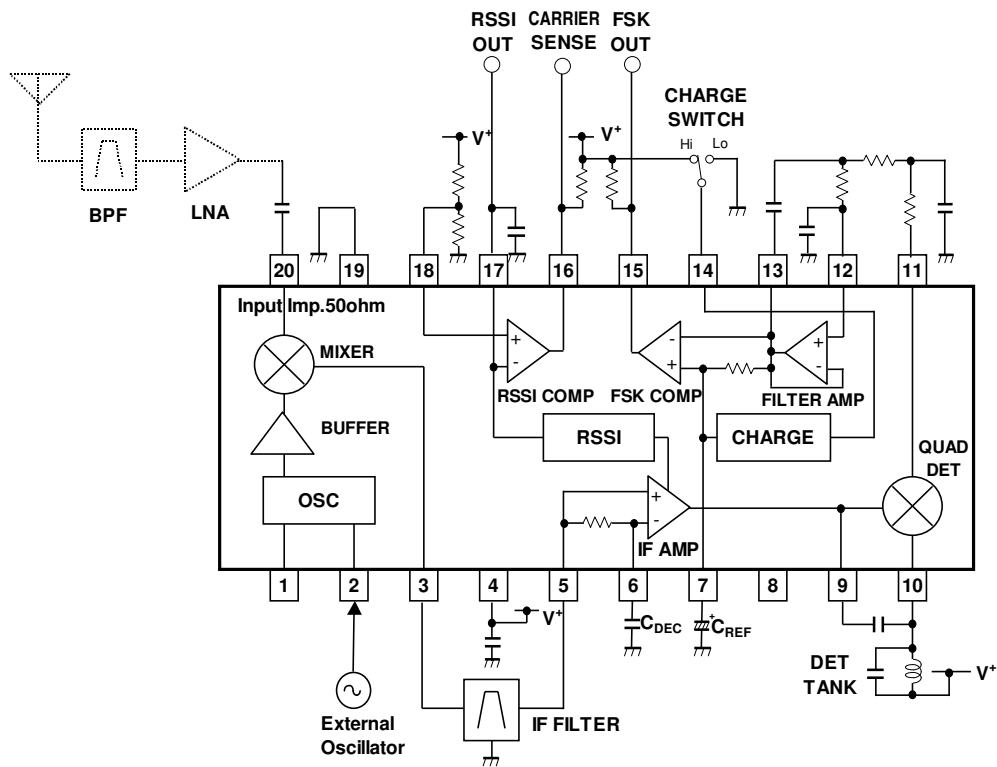 RSSI OUT
CARRIER SENSE
FSK OUT
CHARGE SWITCH
V+
V+
Hi
Lo
BPF
LNA
20
19
18
17
16
15
14
13
12
11
Input Imp.50ohm
MIXER
+
-
RSSI COMP
-
+
FSK COMP
+
-
FILTER AMP
BUFFER
RSSI
CHARGE
QUAD DET
OSC
+
-
IF AMP
1
2
3
4
5
6
7
8
9
10
V+
CDEC
+
CREF
DET TANK
V+
External Oscillator
IF FILTER